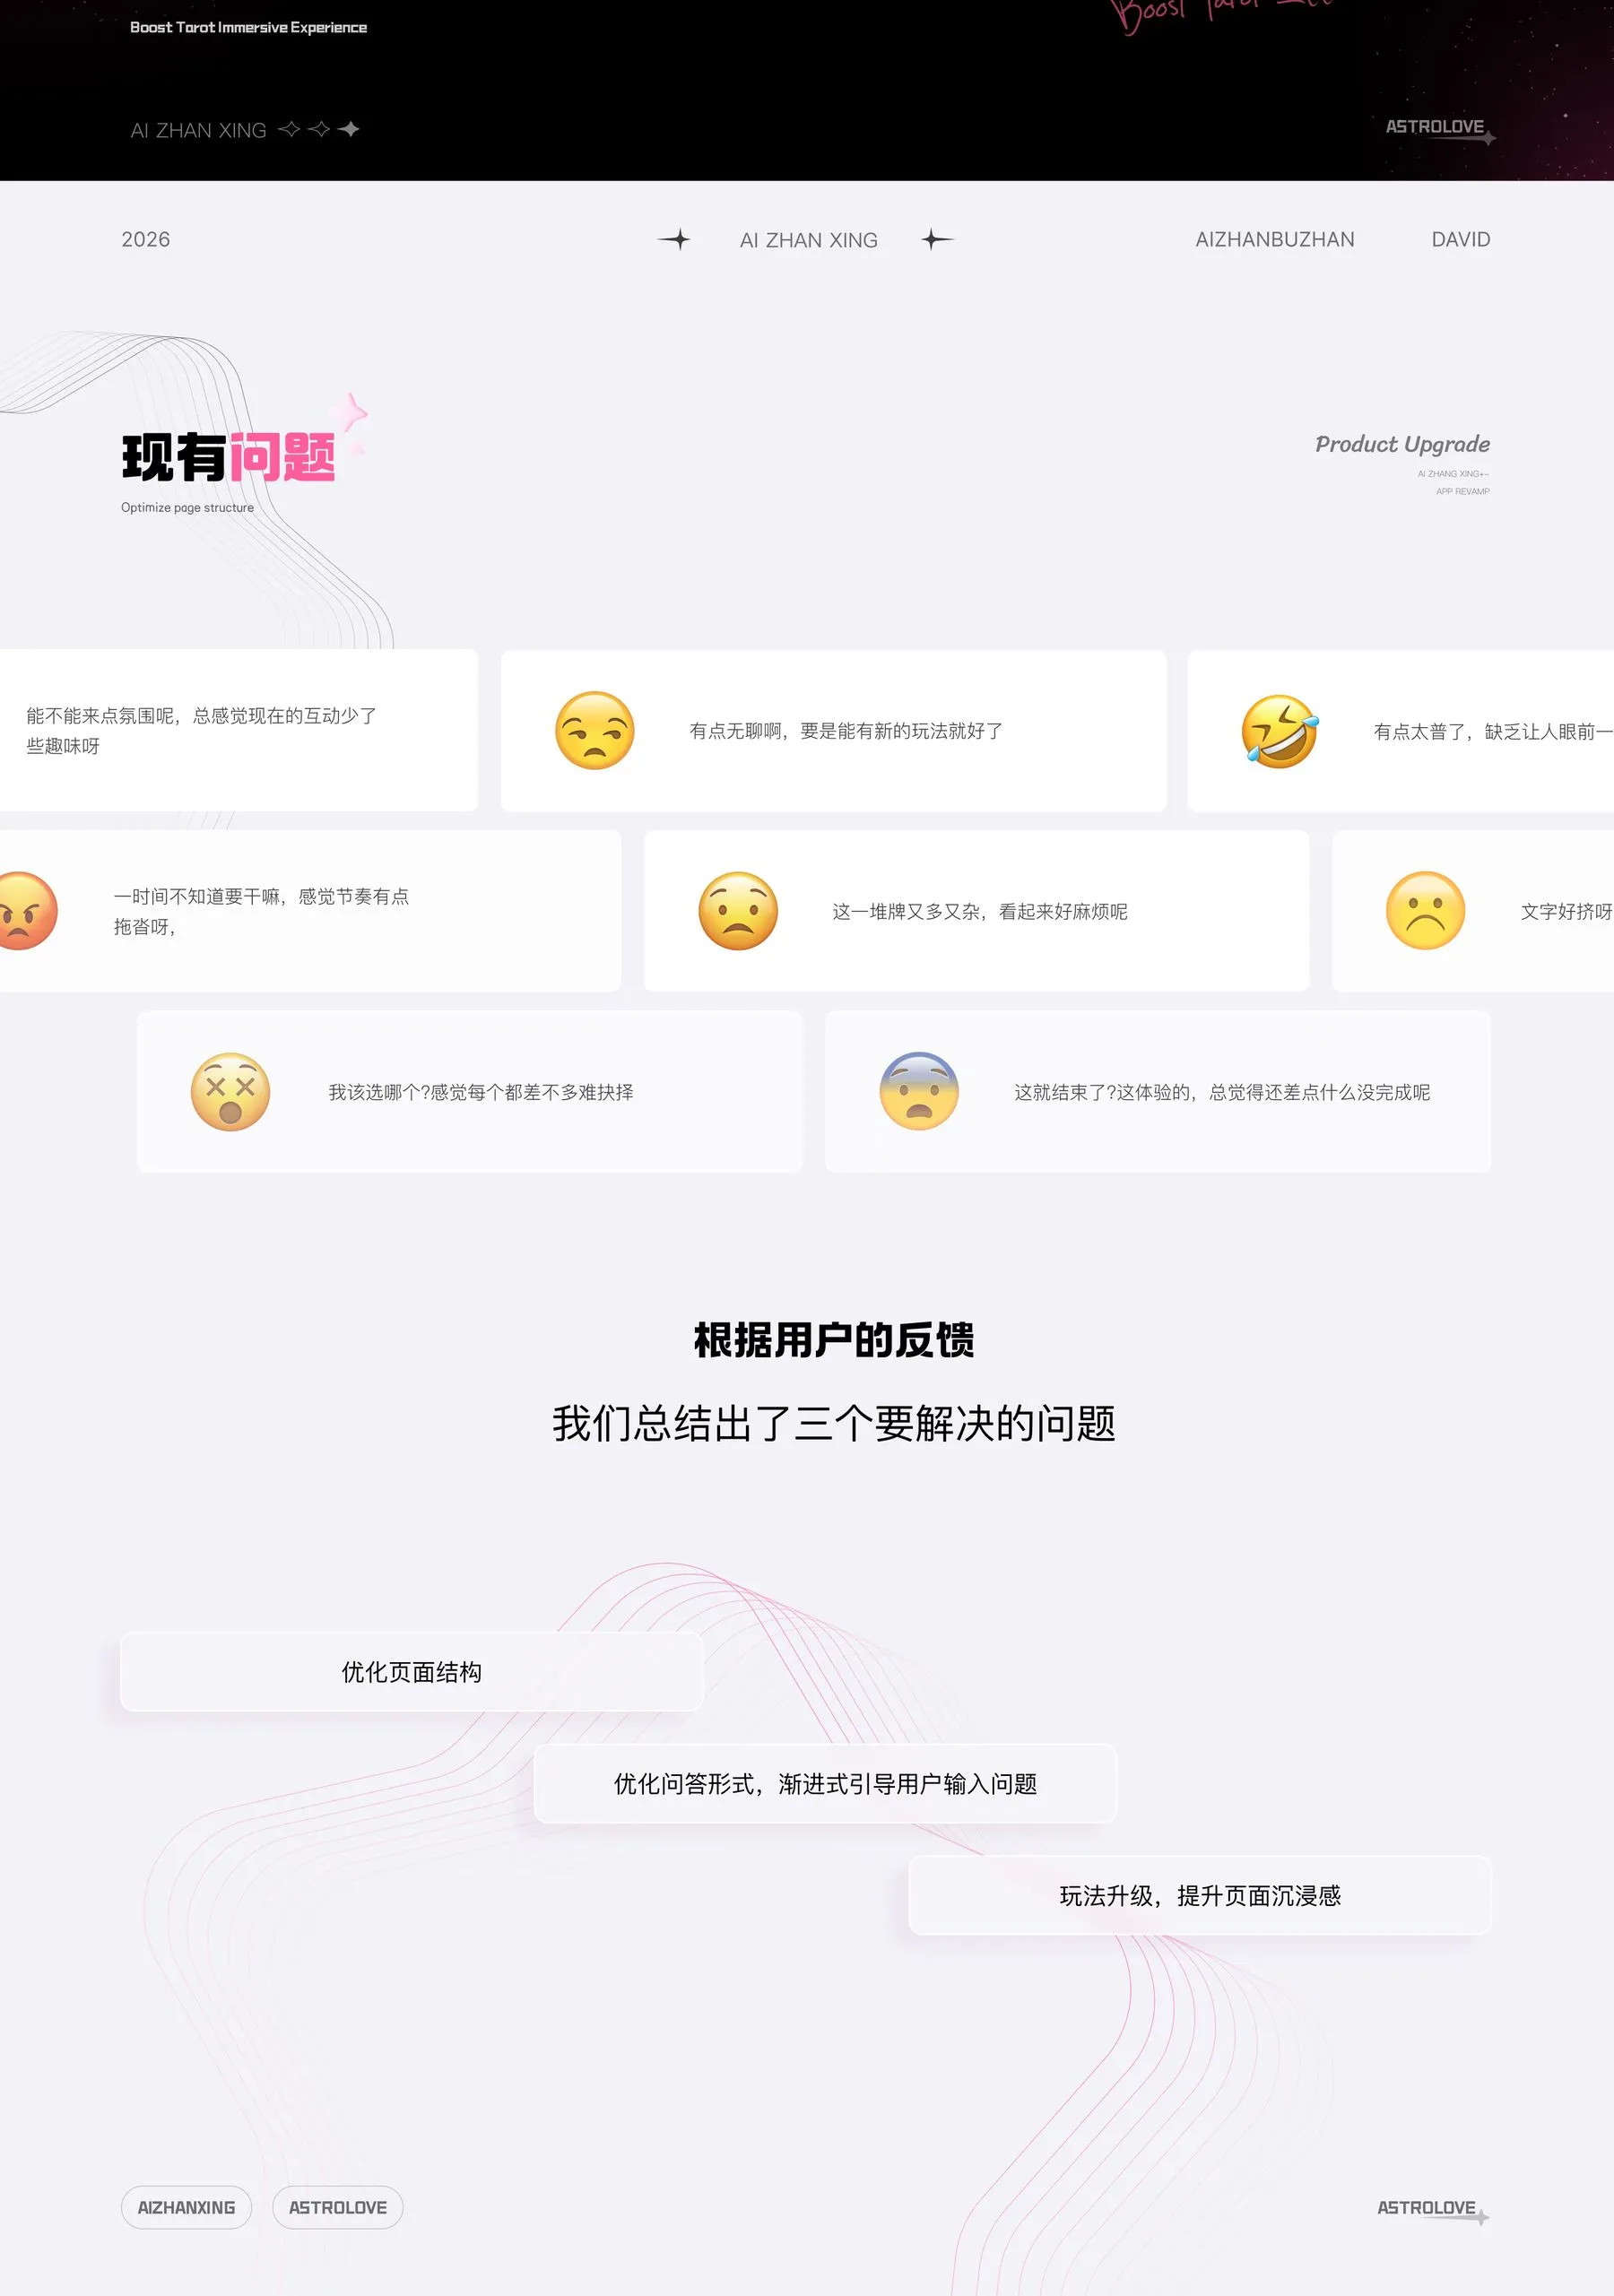 Boost Tarot Immersive Experience
Boost Tarot
AI ZHAN XING
ASTROLOVE
2026
AI ZHAN XING
AIZHANBUZHAN
DAVID
现有问题
Optimize page structure
Product Upgrade
AI ZHANG XING+~
APP REVAMP
能不能来点氛围呢，总感觉现在的互动少了
些趣味呀
有点无聊啊，要是能有新的玩法就好了
有点太普了，缺乏让人眼前一
一时间不知道要干嘛，感觉节奏有点
拖沓呀，
这一堆牌又多又杂，看起来好麻烦呢
文字好挤呀
我该选哪个?感觉每个都差不多难抉择
这就结束了?这体验的，总觉得还差点什么没完成呢
根据用户的反馈
我们总结出了三个要解决的问题
优化页面结构
优化问答形式，渐进式引导用户输入问题
玩法升级，提升页面沉浸感
AIZHANXING
ASTROLOVE
ASTROLOVE